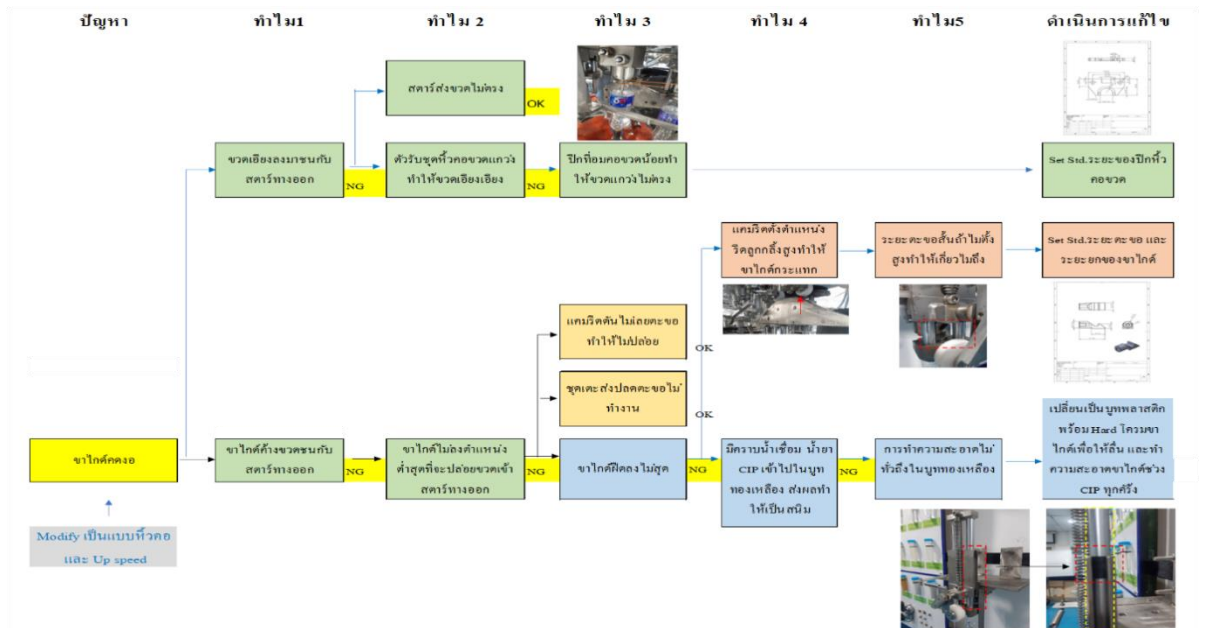 ปัญหา
ทำไม1
ทำไม 2
ทำไม 3
ทำไม 4
ทำไม5
ดำเนินการแก้ไข
สตาร์ส่งขวดไม่ตรง
OK
ขวดเอียงลงมาชนกับ
สตาร์ทางออก
NG
ตัวรับชุดหิ้วคอขวดแกว่ง
ทำให้ขวดเอียงเอียง
NG
ปีกที่อมคอขวดน้อยทำ
ให้ขวดแกว่งไม่ตรง
Set Std.ระยะของปีกหิ้ว
คอขวด
แคมรีดตั้งตำแหน่ง
รีดลูกกลิ้งสูงทำให้
ขาไกด์กระแทก
ระยะตะขอสั้นถ้าไม่ตั้ง
สูงทำให้เกี่ยวไม่ถึง
Set Std.ระยะตะขอ และ
ระยะยกของขาไกด์
แคมรีดดันไม่เลยตะขอ
ทำให้ไม่ปล่อย
OK
ชุดเตะส่งปลดตะขอไม่
ทำงาน
OK
ขาไกด์คดงอ
ขาไกด์ค้างขวดชนกับ
สตาร์ทางออก
NG
ขาไกด์ไม่ลงตำแหน่ง
ต่ำสุดที่จะปล่อยขวดเข้า
สตาร์ทางออก
NG
ขาไกด์ฝืดลงไม่สุด
NG
มีคราบน้ำเชื่อม น้ำยา
CIP เข้าไปในบูท
ทองเหลือง ส่งผลทำ
ให้เป็นสนิม
NG
การทำความสะอาดไม่
ทั่วถึงในบูททองเหลือง
เปลี่ยนเป็นบูทพลาสติก
พร้อม Hard โครมขา
ไกด์เพื่อให้ลื่น และทำ
ความสะอาดขาไกด์ช่วง
CIP ทุกครั้ง
Modify เป็นแบบหิ้วคอ
และ Up speed